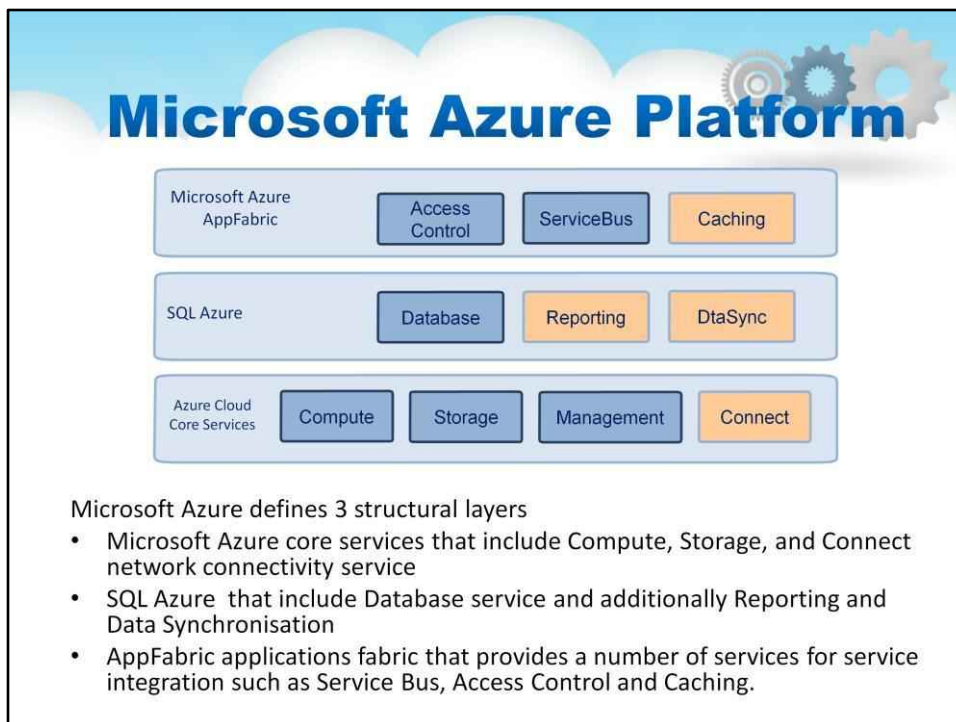 Microsoft Azure Platform
Microsoft Azure
AppFabric
Access
Control
ServiceBus
Caching
SQL Azure
Database
Reporting
DtaSync
Azure Cloud
Core Services
Compute
Storage
Management
Connect
Microsoft Azure defines 3 structural layers
• Microsoft Azure core services that include Compute, Storage, and Connect
network connectivity service
• SQL Azure that include Database service and additionally Reporting and
Data Synchronisation
• AppFabric applications fabric that provides a number of services for service
integration such as Service Bus, Access Control and Caching.